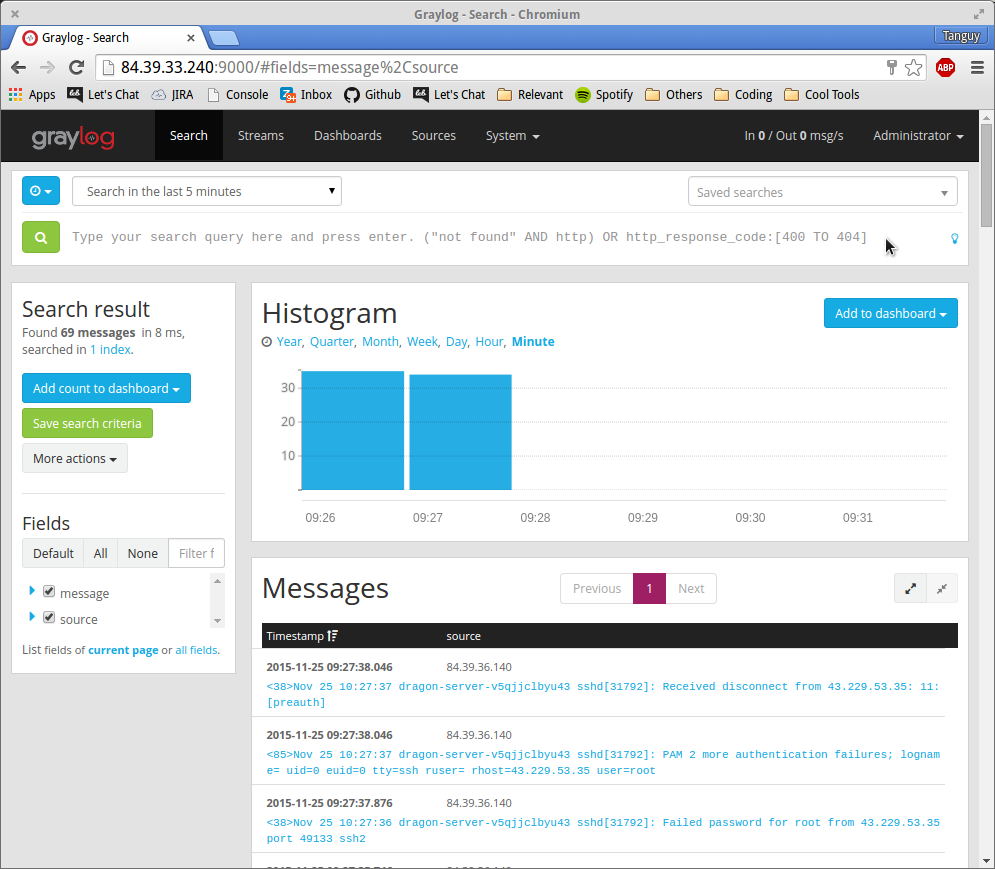 Graylog - Search - Chromium
Graylog - Search
Tanguy
84.39.33.240:9000/#fields=message%2Csource
ABP
Apps Let's Chat JIRA Console Inbox Github Let's Chat Relevant Spotify Others Coding Cool Tools
graylog Search Streams Dashboards Sources System In 0 / Out 0 msg/s Administrator
Search in the last 5 minutes Saved searches
Type your search query here and press enter. ("not found" AND http) OR http_response_code:[400 TO 404]
Search result
Found 69 messages in 8 ms,
searched in 1 index.
Add count to dashboard
Save search criteria
More actions
Fields
Default All None Filter f
message
source
List fields of current page or all fields.
Histogram
Add to dashboard
Year, Quarter, Month, Week, Day, Hour, Minute
30
20
10
09:26 09:27 09:28 09:29 09:30 09:31
Messages
Previous 1 Next
Timestamp source
2015-11-25 09:27:38.046 84.39.36.140
<38>Nov 25 10:27:37 dragon-server-v5qjjclbyu43 sshd[31792]: Received disconnect from 43.229.53.35: 11:
[preauth]
2015-11-25 09:27:38.046 84.39.36.140
<85>Nov 25 10:27:37 dragon-server-v5qjjclbyu43 sshd[31792]: PAM 2 more authentication failures; lognam
e= uid=0 euid=0 tty=ssh ruser= rhost=43.229.53.35 user=root
2015-11-25 09:27:37.876 84.39.36.140
<38>Nov 25 10:27:36 dragon-server-v5qjjclbyu43 sshd[31792]: Failed password for root from 43.229.53.35
port 49133 ssh2